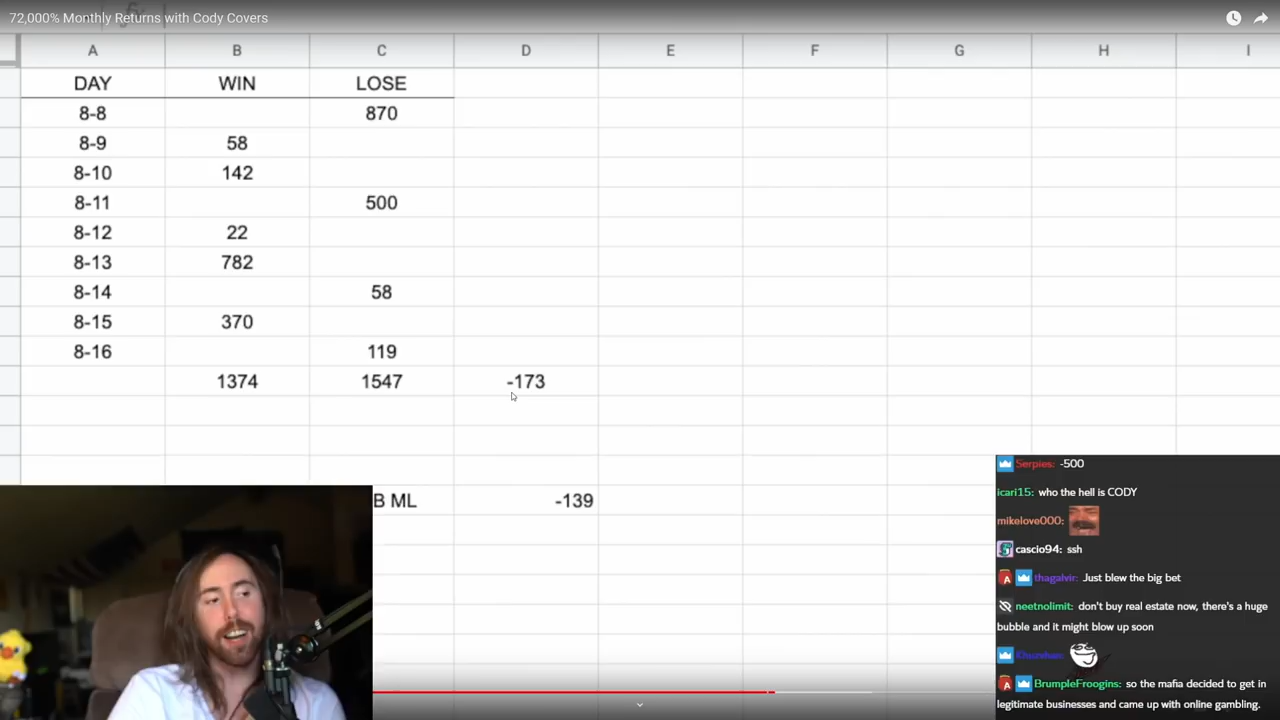 72,000% Monthly Returns with Cody Covers
A B C D E F G H I
DAY WIN LOSE
8-8 870
8-9 58
8-10 142
8-11 500
8-12 22
8-13 782
8-14 58
8-15 370
8-16 119
1374 1547 -173
B ML -139
Serpies: -500
icari15: who the hell is CODY
mikelove000:
cascio94: ssh
thagalvir: Just blew the big bet
neetnolimit: don't buy real estate now, there's a huge
bubble and it might blow up soon
BrumpleFroogins: so the mafia decided to get in
legitimate businesses and came up with online gambling.